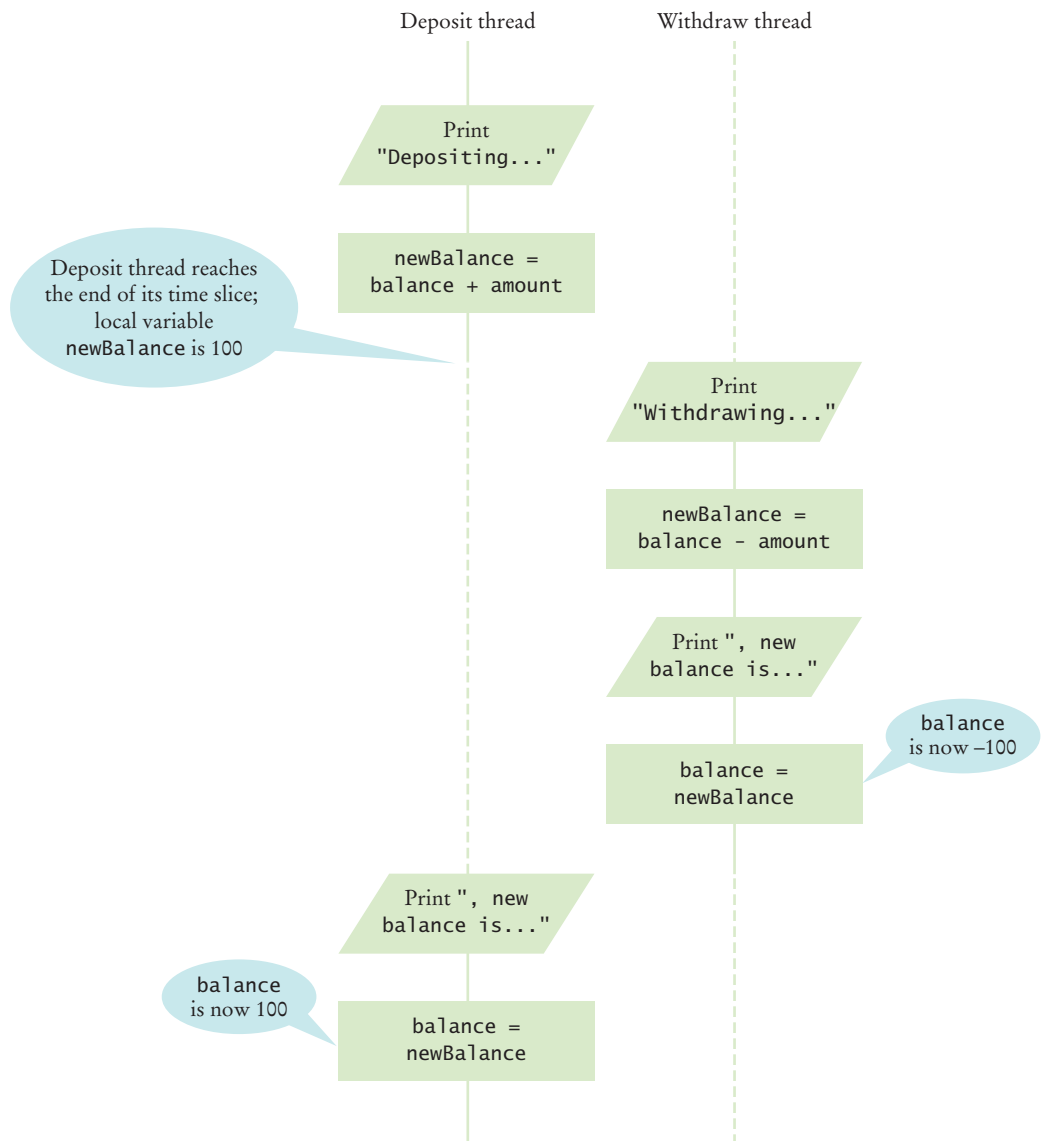 Deposit thread
Withdraw thread
Print
"Depositing..."
newBalance =
balance + amount
Deposit thread reaches
the end of its time slice;
local variable
newBalance is 100
Print
"Withdrawing..."
newBalance =
balance – amount
Print ", new
balance is..."
balance =
newBalance
balance
is now –100
Print ", new
balance is..."
balance
is now 100
balance =
newBalance